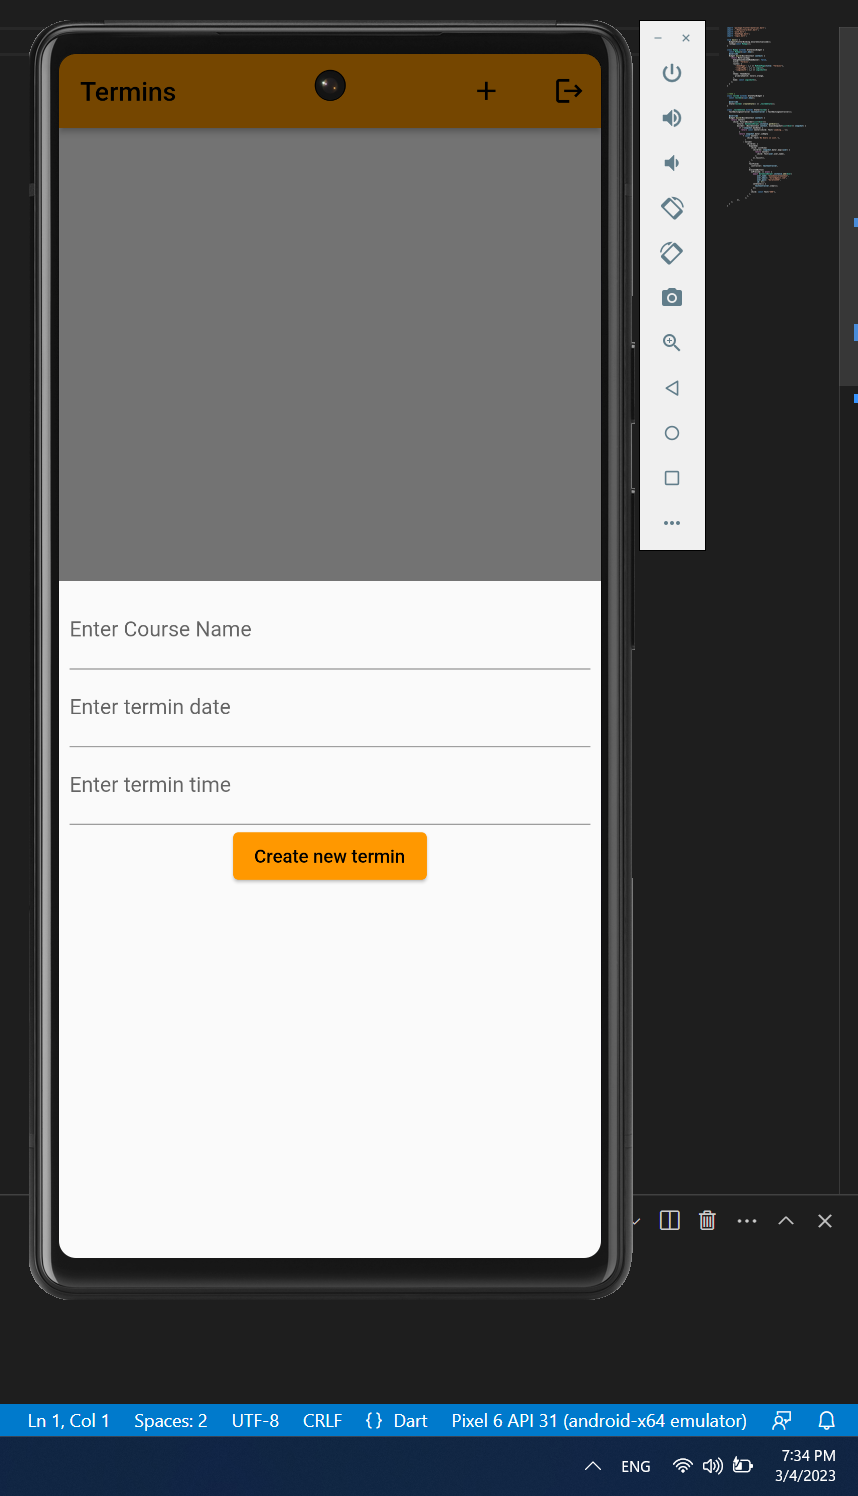 Termins
Enter Course Name
Enter termin date
Enter termin time
Create new termin
Ln 1, Col 1 Spaces: 2 UTF-8 CRLF {} Dart Pixel 6 API 31 (android-x64 emulator)
ENG
7:34 PM
3/4/2023